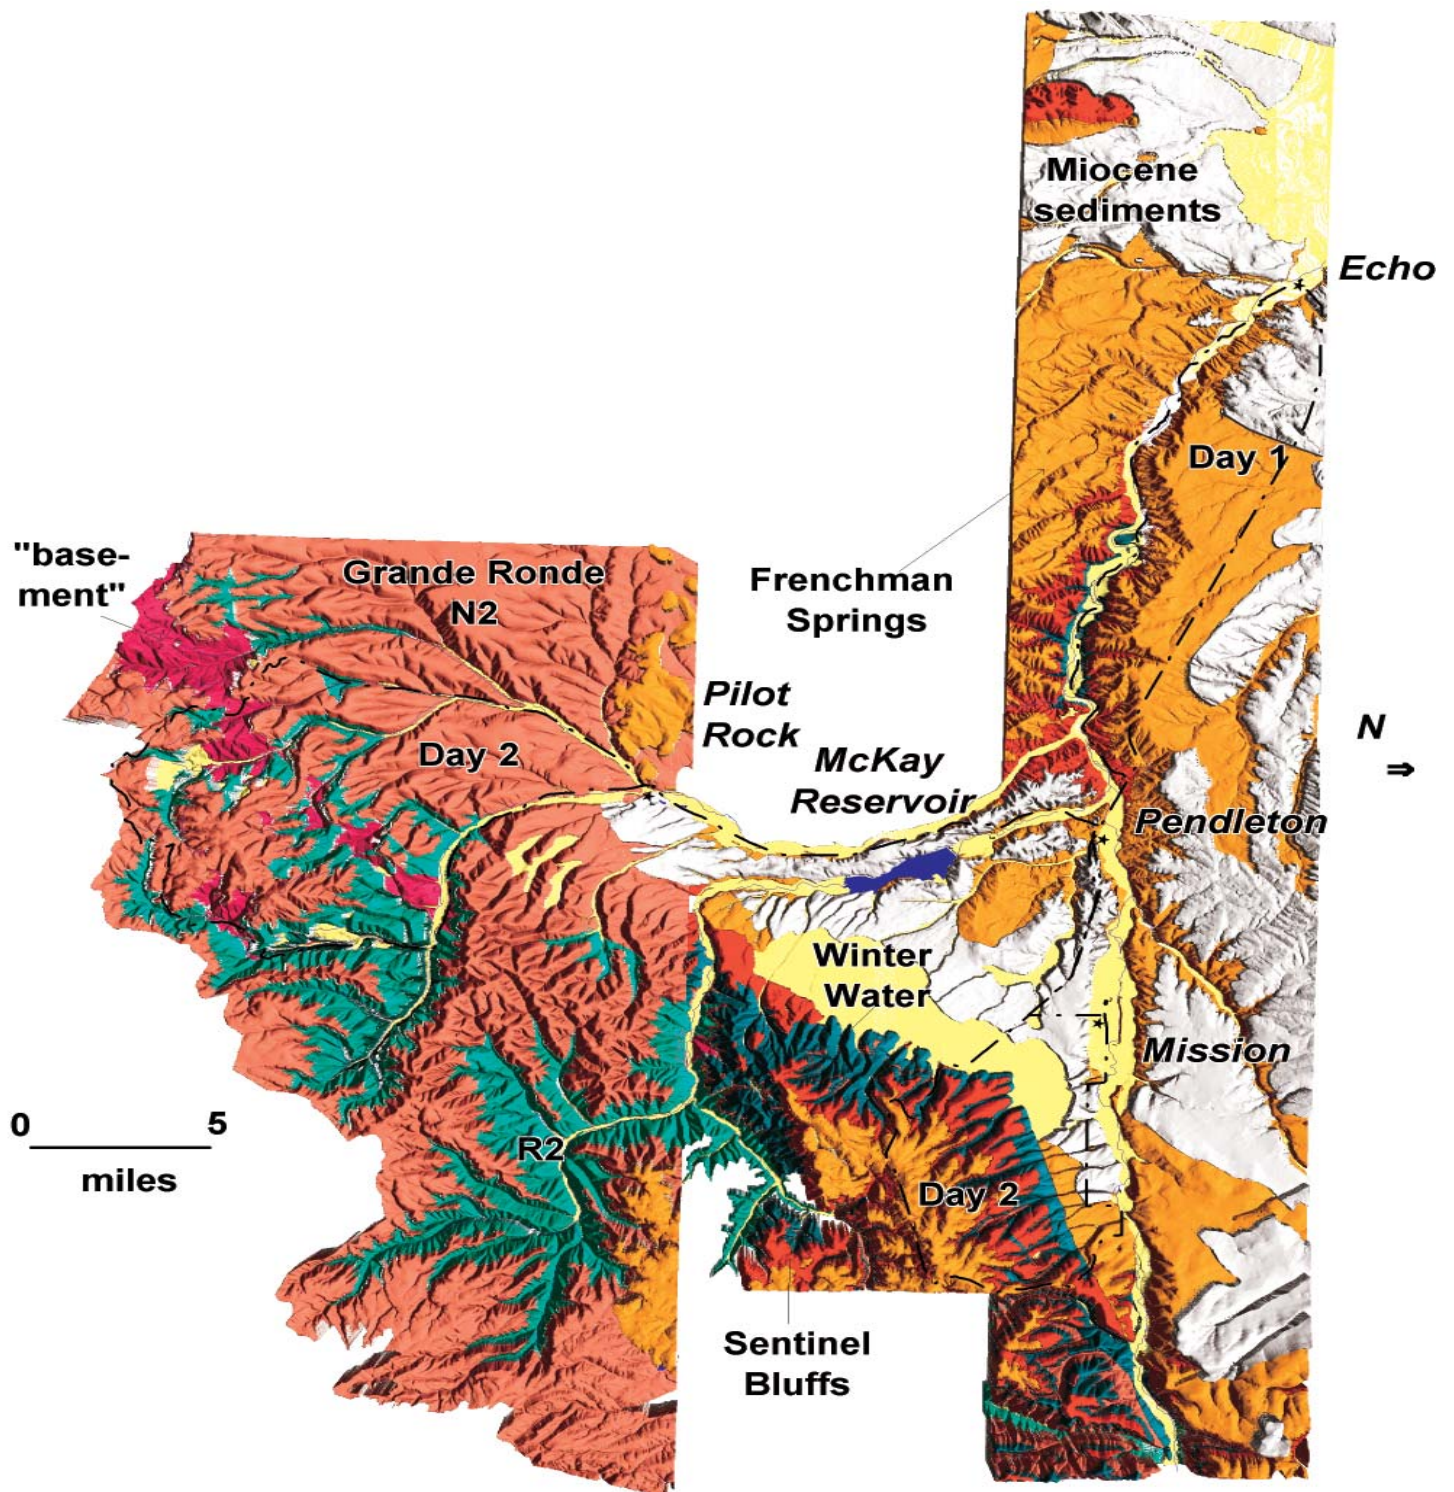 Miocene
sediments
Echo
Day 1
"base-
ment"
Grande Ronde
N2
Frenchman
Springs
Pilot
Rock
N
⇒
Day 2
McKay
Reservoir
Pendleton
Winter
Water
Mission
0 5
miles
R2
Day 2
Sentinel
Bluffs